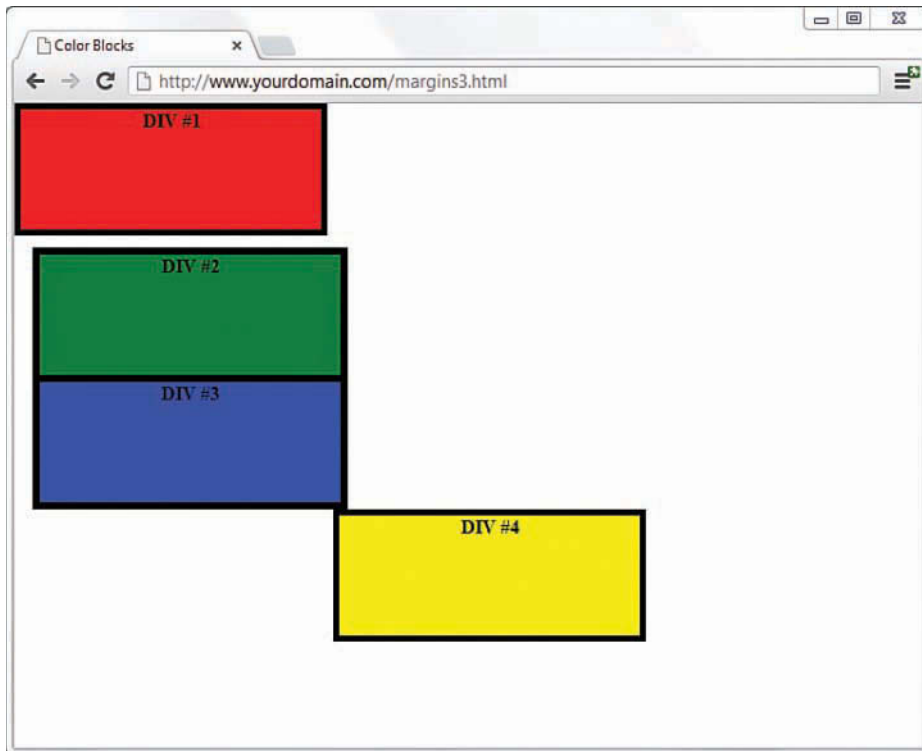 Color Blocks
http://www.yourdomain.com/margins3.html
DIV #1
DIV #2
DIV #3
DIV #4